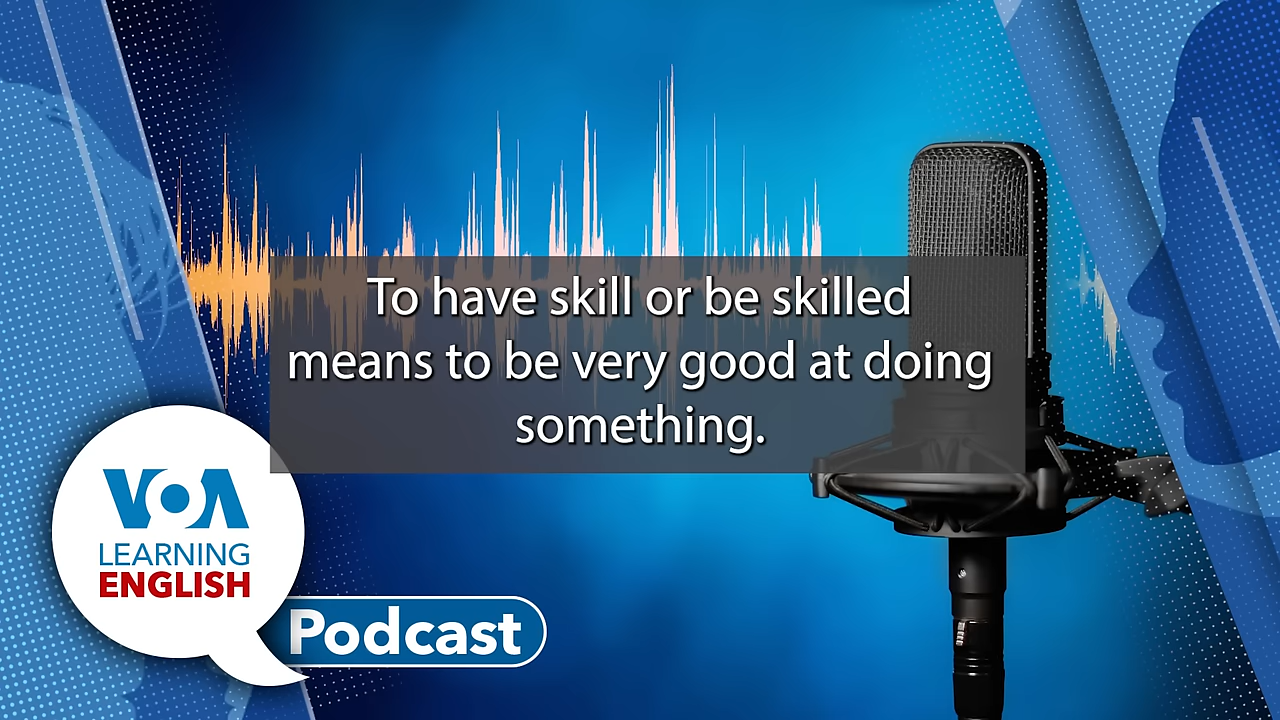 To have skill or be skilled
means to be very good at doing
something.
VOA
LEARNING
ENGLISH
Podcast